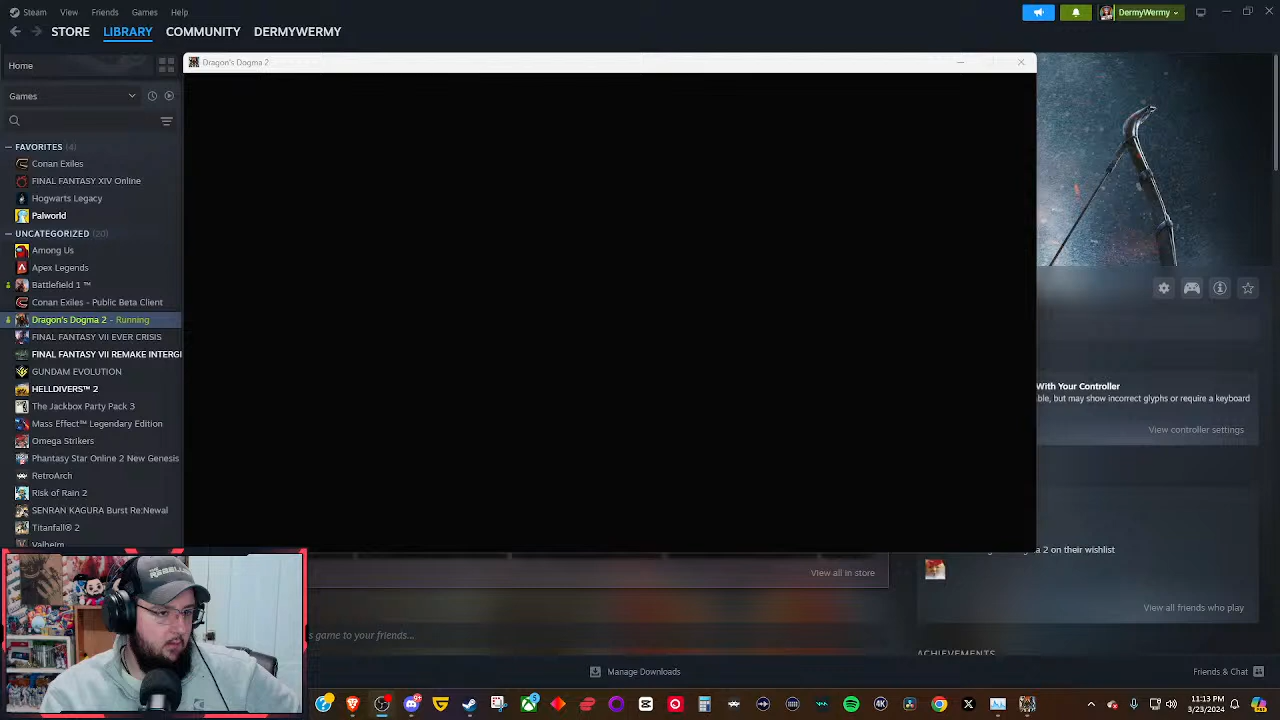 Steam View Friends Games Help
DermyWermy
STORE LIBRARY COMMUNITY DERMYWERMY
Home
Dragon's Dogma 2
Games
FAVORITES (4)
Conan Exiles
FINAL FANTASY XIV Online
Hogwarts Legacy
Palworld
UNCATEGORIZED (20)
Among Us
Apex Legends
Battlefield 1 ™
Conan Exiles - Public Beta Client
Dragon's Dogma 2 - Running
FINAL FANTASY VII EVER CRISIS
FINAL FANTASY VII REMAKE INTERGR
GUNDAM EVOLUTION
HELLDIVERS™ 2
The Jackbox Party Pack 3
Mass Effect™ Legendary Edition
Omega Strikers
Phantasy Star Online 2 New Genesis
RetroArch
Risk of Rain 2
SENRAN KAGURA Burst Re:Newal
Titanfall® 2
Valheim
With Your Controller
ble, but may show incorrect glyphs or require a keyboard
View controller settings
2 on their wishlist
View all in store
View all friends who play
s game to your friends...
ACHIEVEMENTS
Manage Downloads
Friends & Chat
11:13 PM
3/22/2024